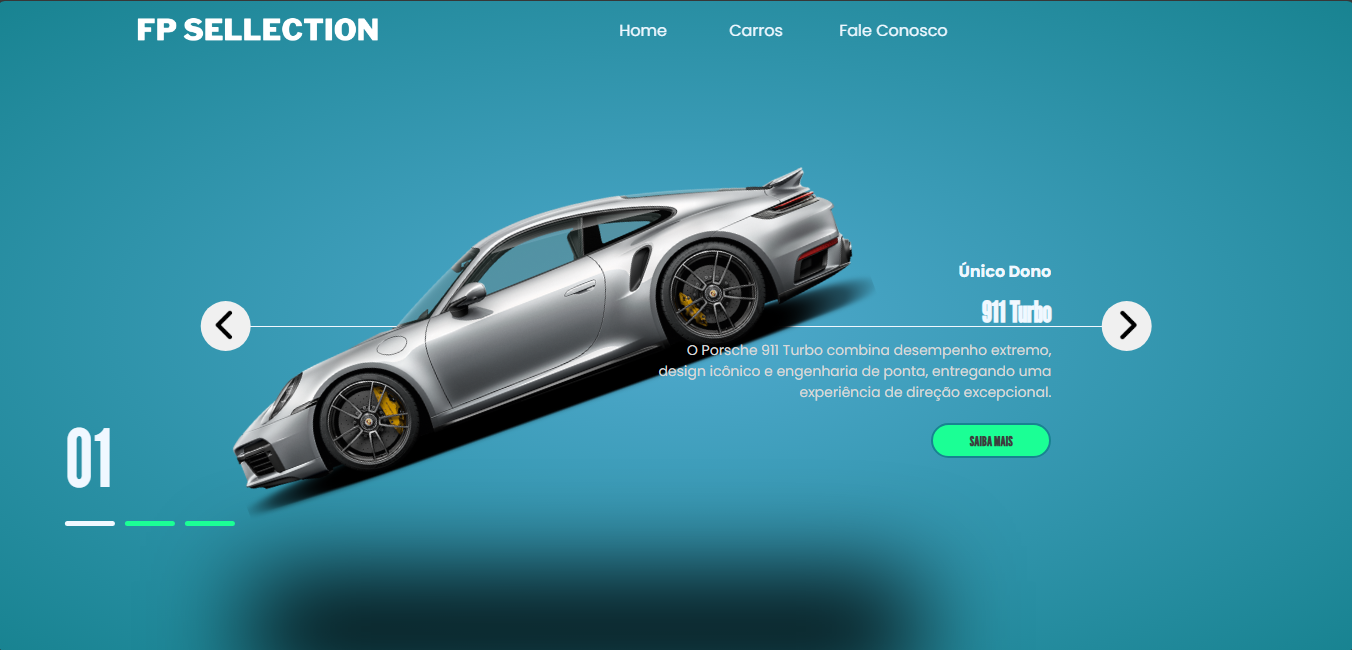 FP SELLECTION
Home
Carros
Fale Conosco
Único Dono
911 Turbo
O Porsche 911 Turbo combina desempenho extremo,
design icônico e engenharia de ponta, entregando uma
experiência de direção excepcional.
SAIBA MAIS
01